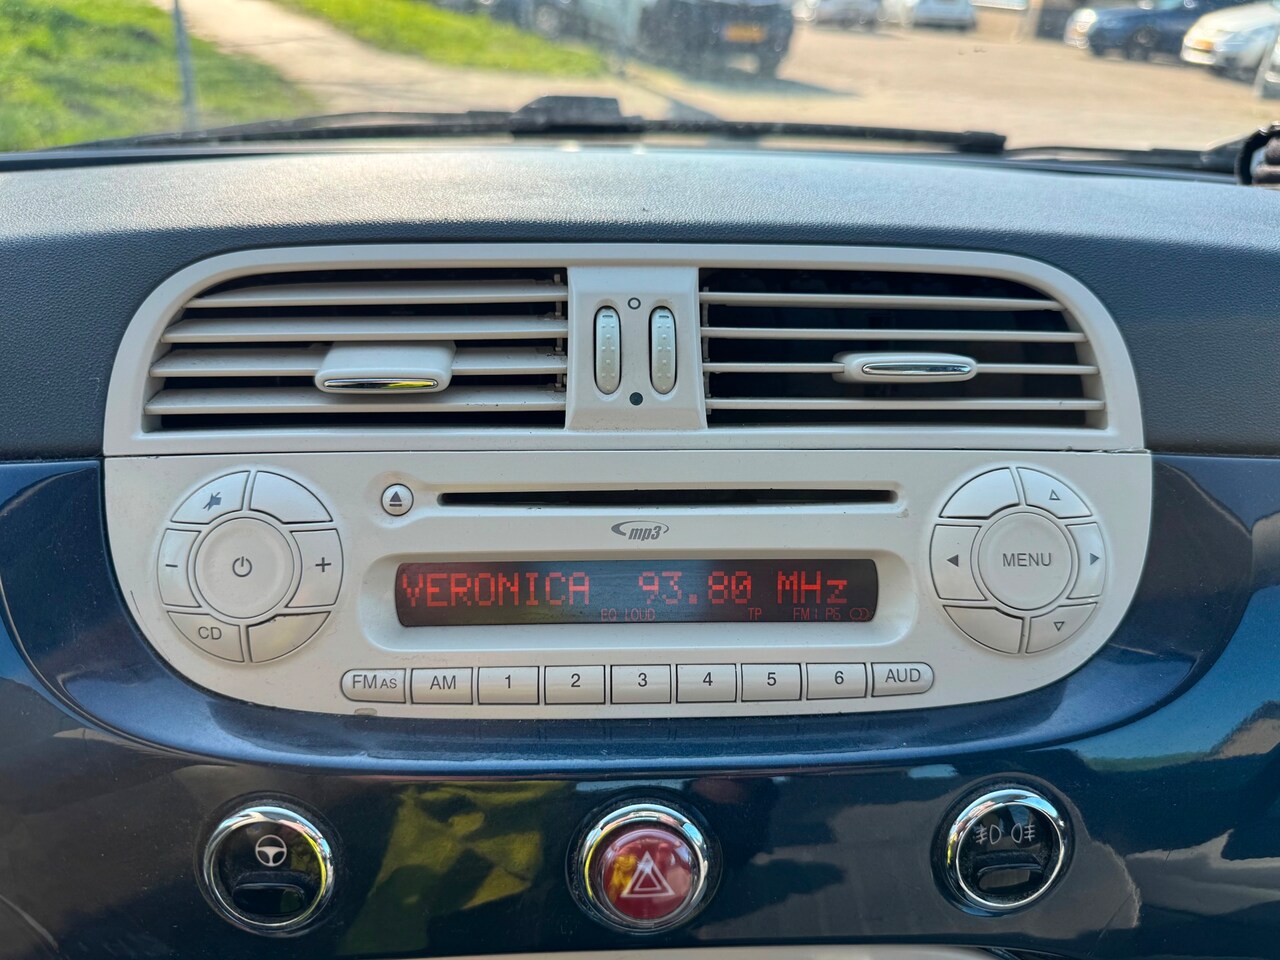 mp3
VERONICA 93.80 MHz
EQ LOUD TP FM1 PS
MENU
CD
FM AS AM 1 2 3 4 5 6 AUD